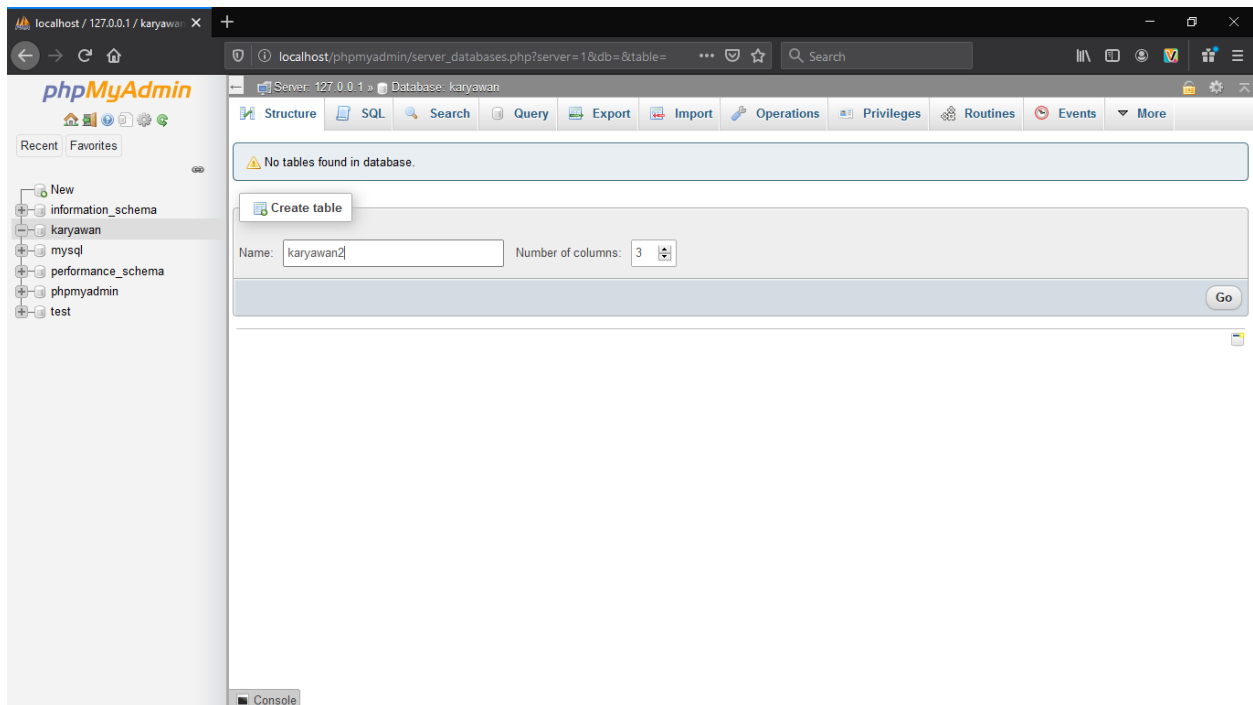 localhost / 127.0.0.1 / karyawan
localhost/phpmyadmin/server_databases.php?server=1&db=&table=
Search
phpMyAdmin
Recent Favorites
New
information_schema
karyawan
mysql
performance_schema
phpmyadmin
test
Server: 127.0.0.1 » Database: karyawan
Structure SQL Search Query Export Import Operations Privileges Routines Events More
No tables found in database.
Create table
Name: karyawan2 Number of columns: 3
Go
Console